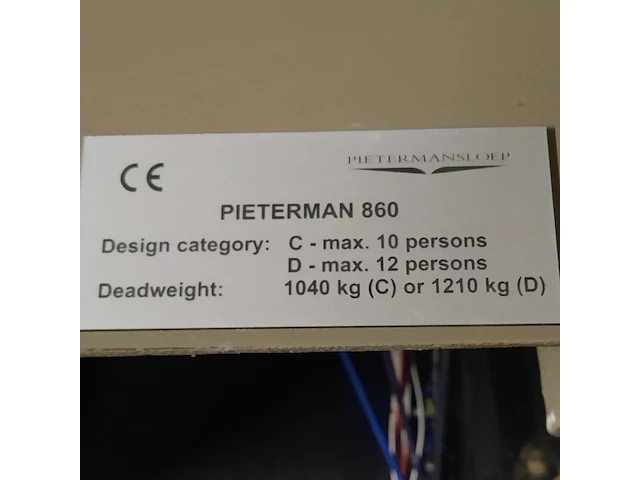 CE
PIETERMANSLOEP
PIETERMAN 860
Design category: C - max. 10 persons
D - max. 12 persons
Deadweight: 1040 kg (C) or 1210 kg (D)